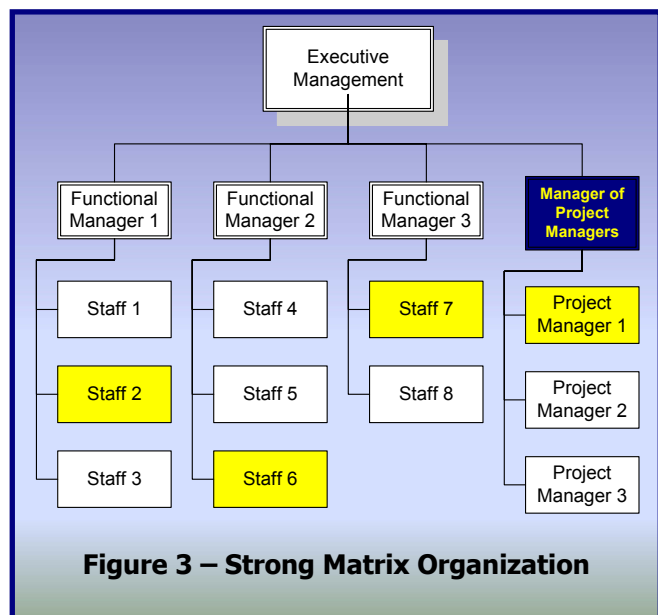 Executive
Management
Functional
Manager 1
Functional
Manager 2
Functional
Manager 3
Manager of
Project
Managers
Staff 1
Staff 4
Staff 7
Project
Manager 1
Staff 2
Staff 5
Staff 8
Project
Manager 2
Staff 3
Staff 6
Project
Manager 3
Figure 3 – Strong Matrix Organization